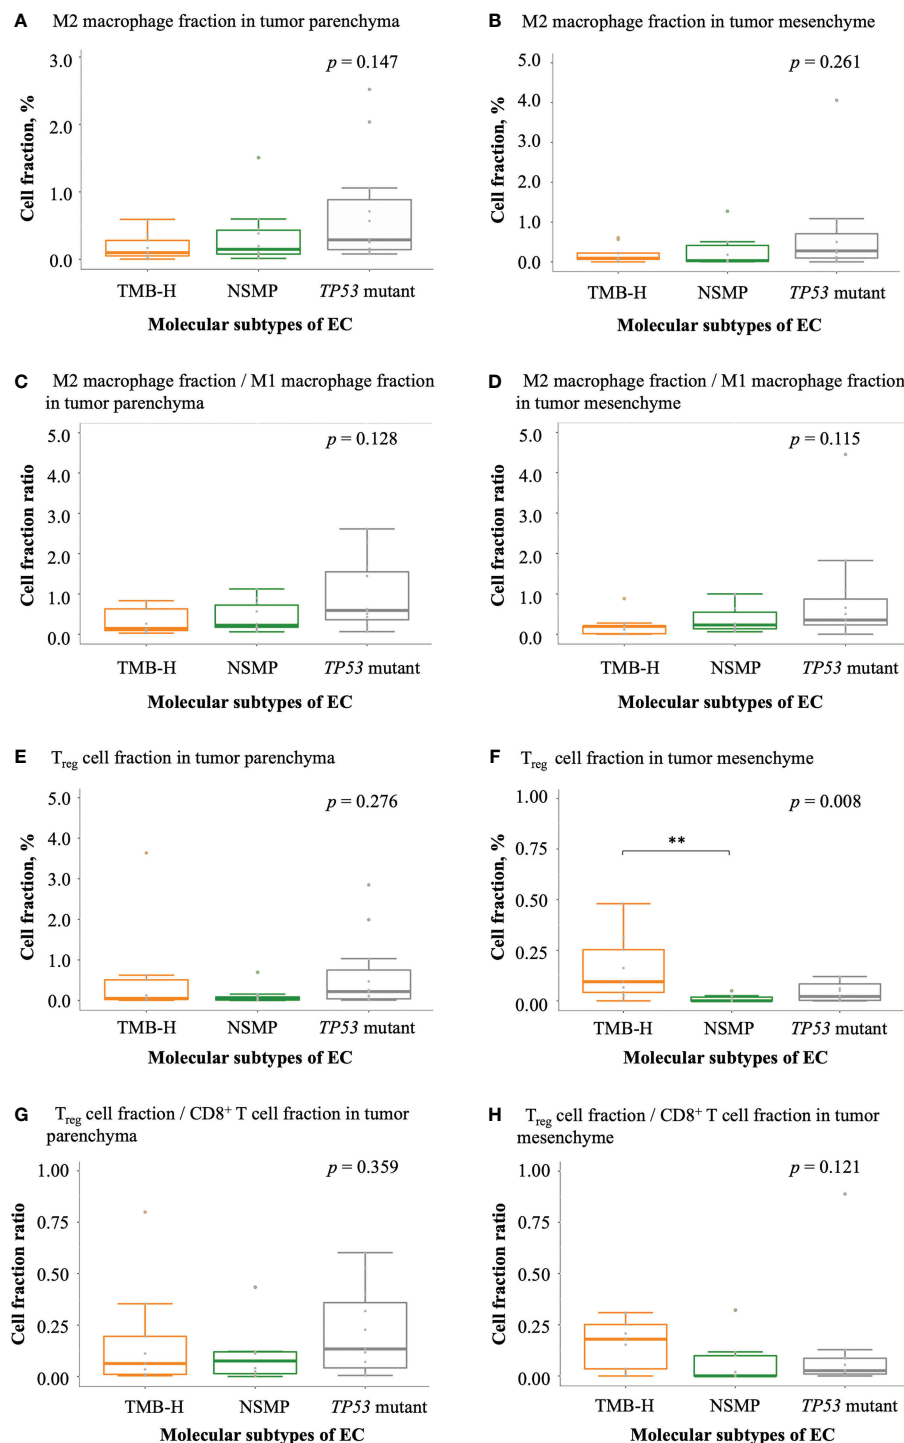 A M2 macrophage fraction in tumor parenchyma
p = 0.147
Cell fraction, %
3.0
2.0
1.0
0.0
TMB-H NSMP TP53 mutant
Molecular subtypes of EC
B M2 macrophage fraction in tumor mesenchyme
p = 0.261
Cell fraction, %
5.0
4.0
3.0
2.0
1.0
0.0
TMB-H NSMP TP53 mutant
Molecular subtypes of EC
C M2 macrophage fraction / M1 macrophage fraction
in tumor parenchyma
p = 0.128
Cell fraction ratio
5.0
4.0
3.0
2.0
1.0
0.0
TMB-H NSMP TP53 mutant
Molecular subtypes of EC
D M2 macrophage fraction / M1 macrophage fraction
in tumor mesenchyme
p = 0.115
Cell fraction ratio
5.0
4.0
3.0
2.0
1.0
0.0
TMB-H NSMP TP53 mutant
Molecular subtypes of EC
E Treg cell fraction in tumor parenchyma
p = 0.276
Cell fraction, %
5.0
4.0
3.0
2.0
1.0
0.0
TMB-H NSMP TP53 mutant
Molecular subtypes of EC
F Treg cell fraction in tumor mesenchyme
p = 0.008
**
Cell fraction, %
1.00
0.75
0.50
0.25
0.00
TMB-H NSMP TP53 mutant
Molecular subtypes of EC
G Treg cell fraction / CD8⁺ T cell fraction in tumor
parenchyma
p = 0.359
Cell fraction ratio
1.00
0.75
0.50
0.25
0.00
TMB-H NSMP TP53 mutant
Molecular subtypes of EC
H Treg cell fraction / CD8⁺ T cell fraction in tumor
mesenchyme
p = 0.121
Cell fraction ratio
1.00
0.75
0.50
0.25
0.00
TMB-H NSMP TP53 mutant
Molecular subtypes of EC